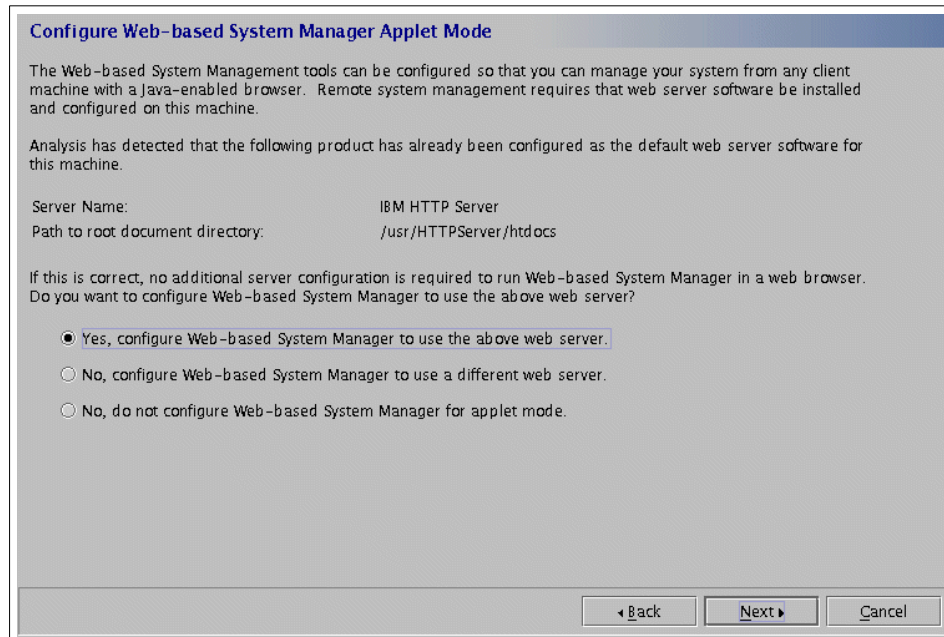 Configure Web-based System Manager Applet Mode
The Web-based System Management tools can be configured so that you can manage your system from any client
machine with a Java-enabled browser. Remote system management requires that web server software be installed
and configured on this machine.
Analysis has detected that the following product has already been configured as the default web server software for
this machine.
Server Name: IBM HTTP Server
Path to root document directory: /usr/HTTPServer/htdocs
If this is correct, no additional server configuration is required to run Web-based System Manager in a web browser.
Do you want to configure Web-based System Manager to use the above web server?
Yes, configure Web-based System Manager to use the above web server.
No, configure Web-based System Manager to use a different web server.
No, do not configure Web-based System Manager for applet mode.
Back Next Cancel